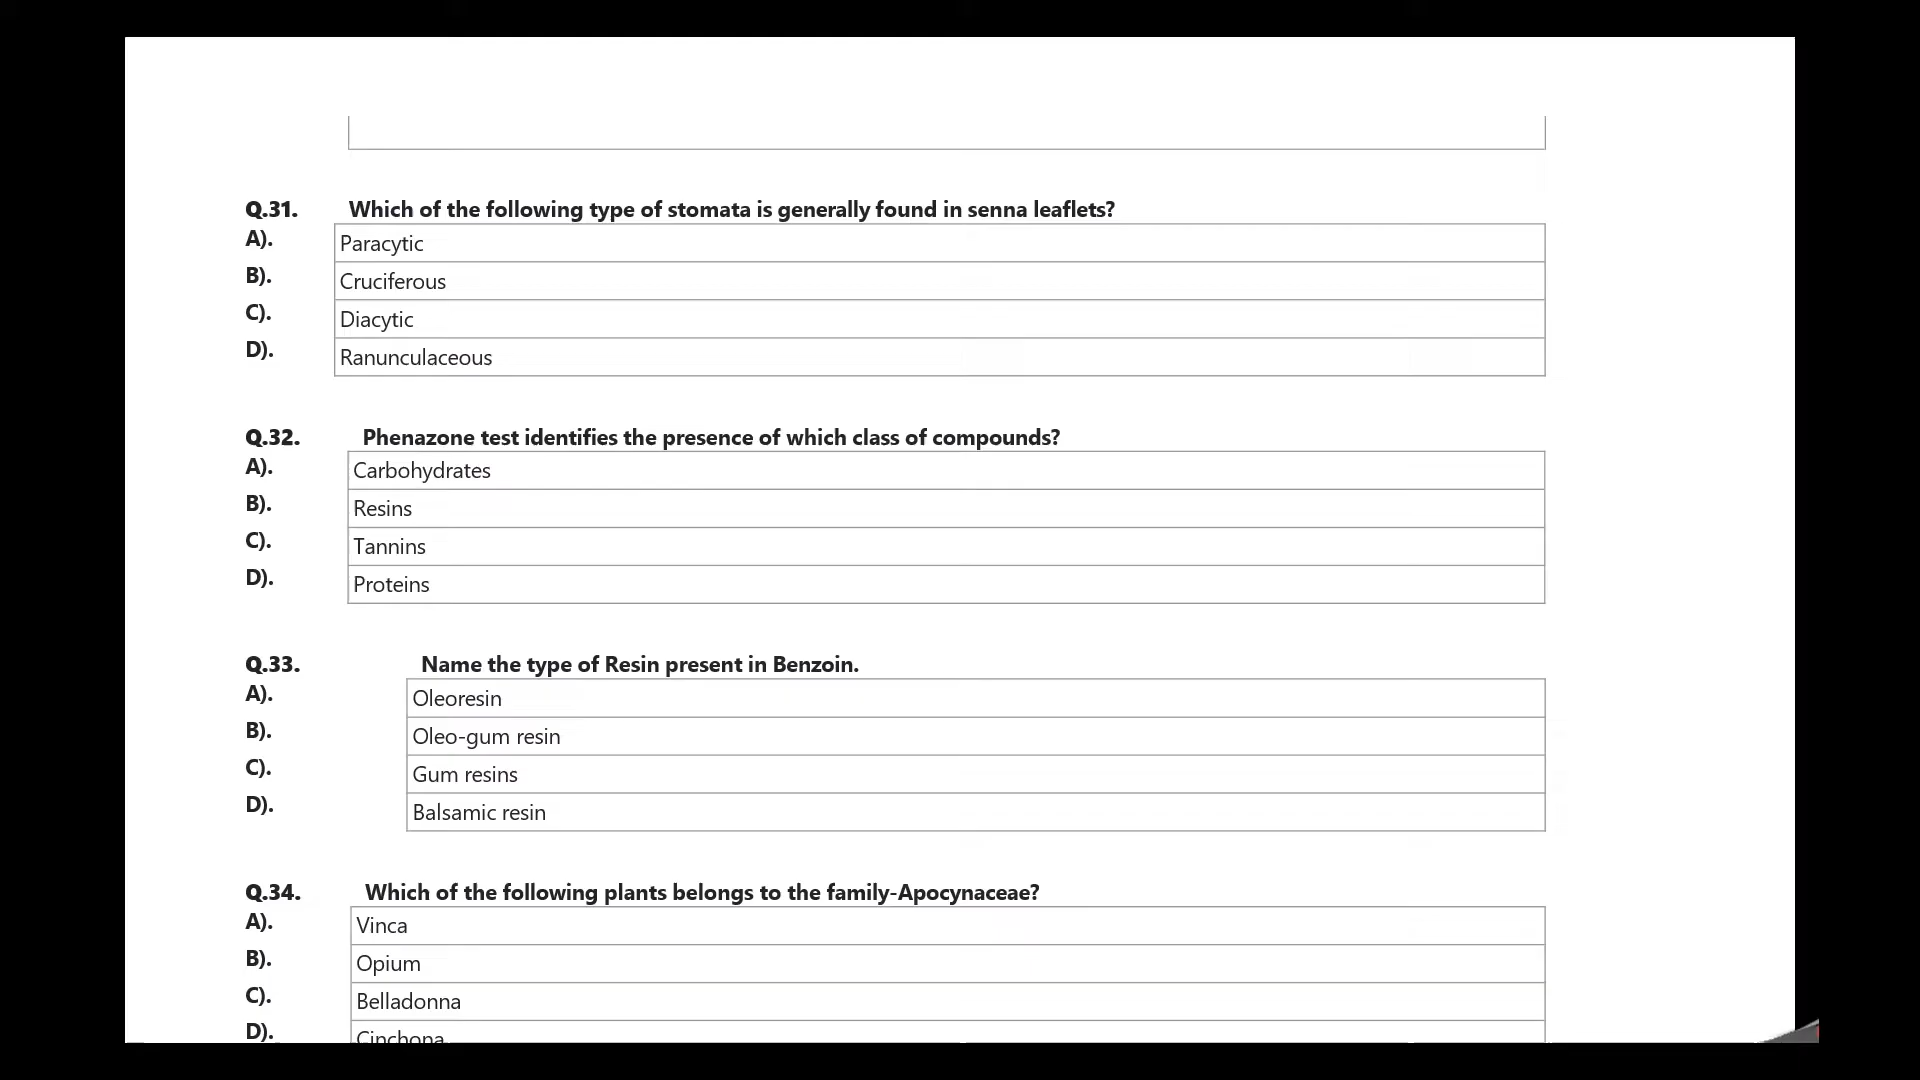 Q.31. Which of the following type of stomata is generally found in senna leaflets?
A). Paracytic
B). Cruciferous
C). Diacytic
D). Ranunculaceous
Q.32. Phenazone test identifies the presence of which class of compounds?
A). Carbohydrates
B). Resins
C). Tannins
D). Proteins
Q.33. Name the type of Resin present in Benzoin.
A). Oleoresin
B). Oleo-gum resin
C). Gum resins
D). Balsamic resin
Q.34. Which of the following plants belongs to the family-Apocynaceae?
A). Vinca
B). Opium
C). Belladonna
D). Cinchona